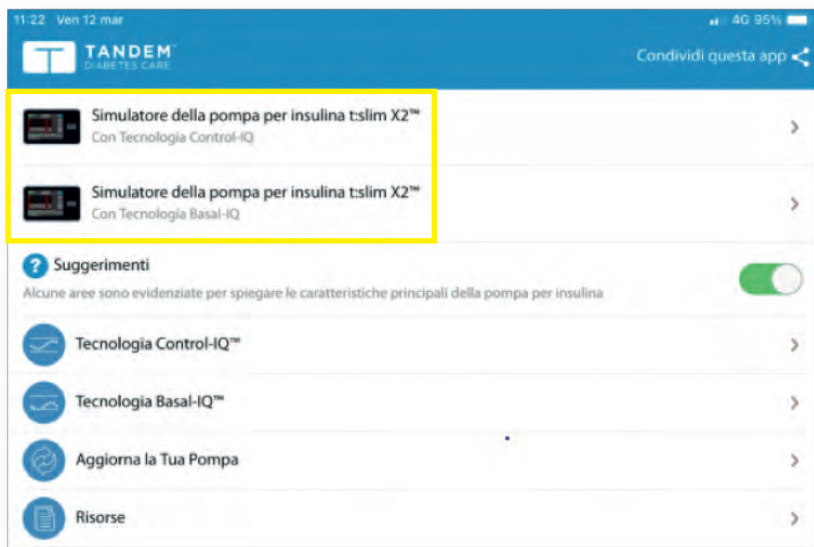 11:22 Ven 12 mar
4G 95%
TANDEM
DIABETES CARE
Condividi questa app
Simulatore della pompa per insulina t:slim X2™
Con Tecnologia Control-IQ
Simulatore della pompa per insulina t:slim X2™
Con Tecnologia Basal-IQ
? Suggerimenti
Alcune aree sono evidenziate per spiegare le caratteristiche principali della pompa per insulina
Tecnologia Control-IQ™
Tecnologia Basal-IQ™
Aggiorna la Tua Pompa
Risorse